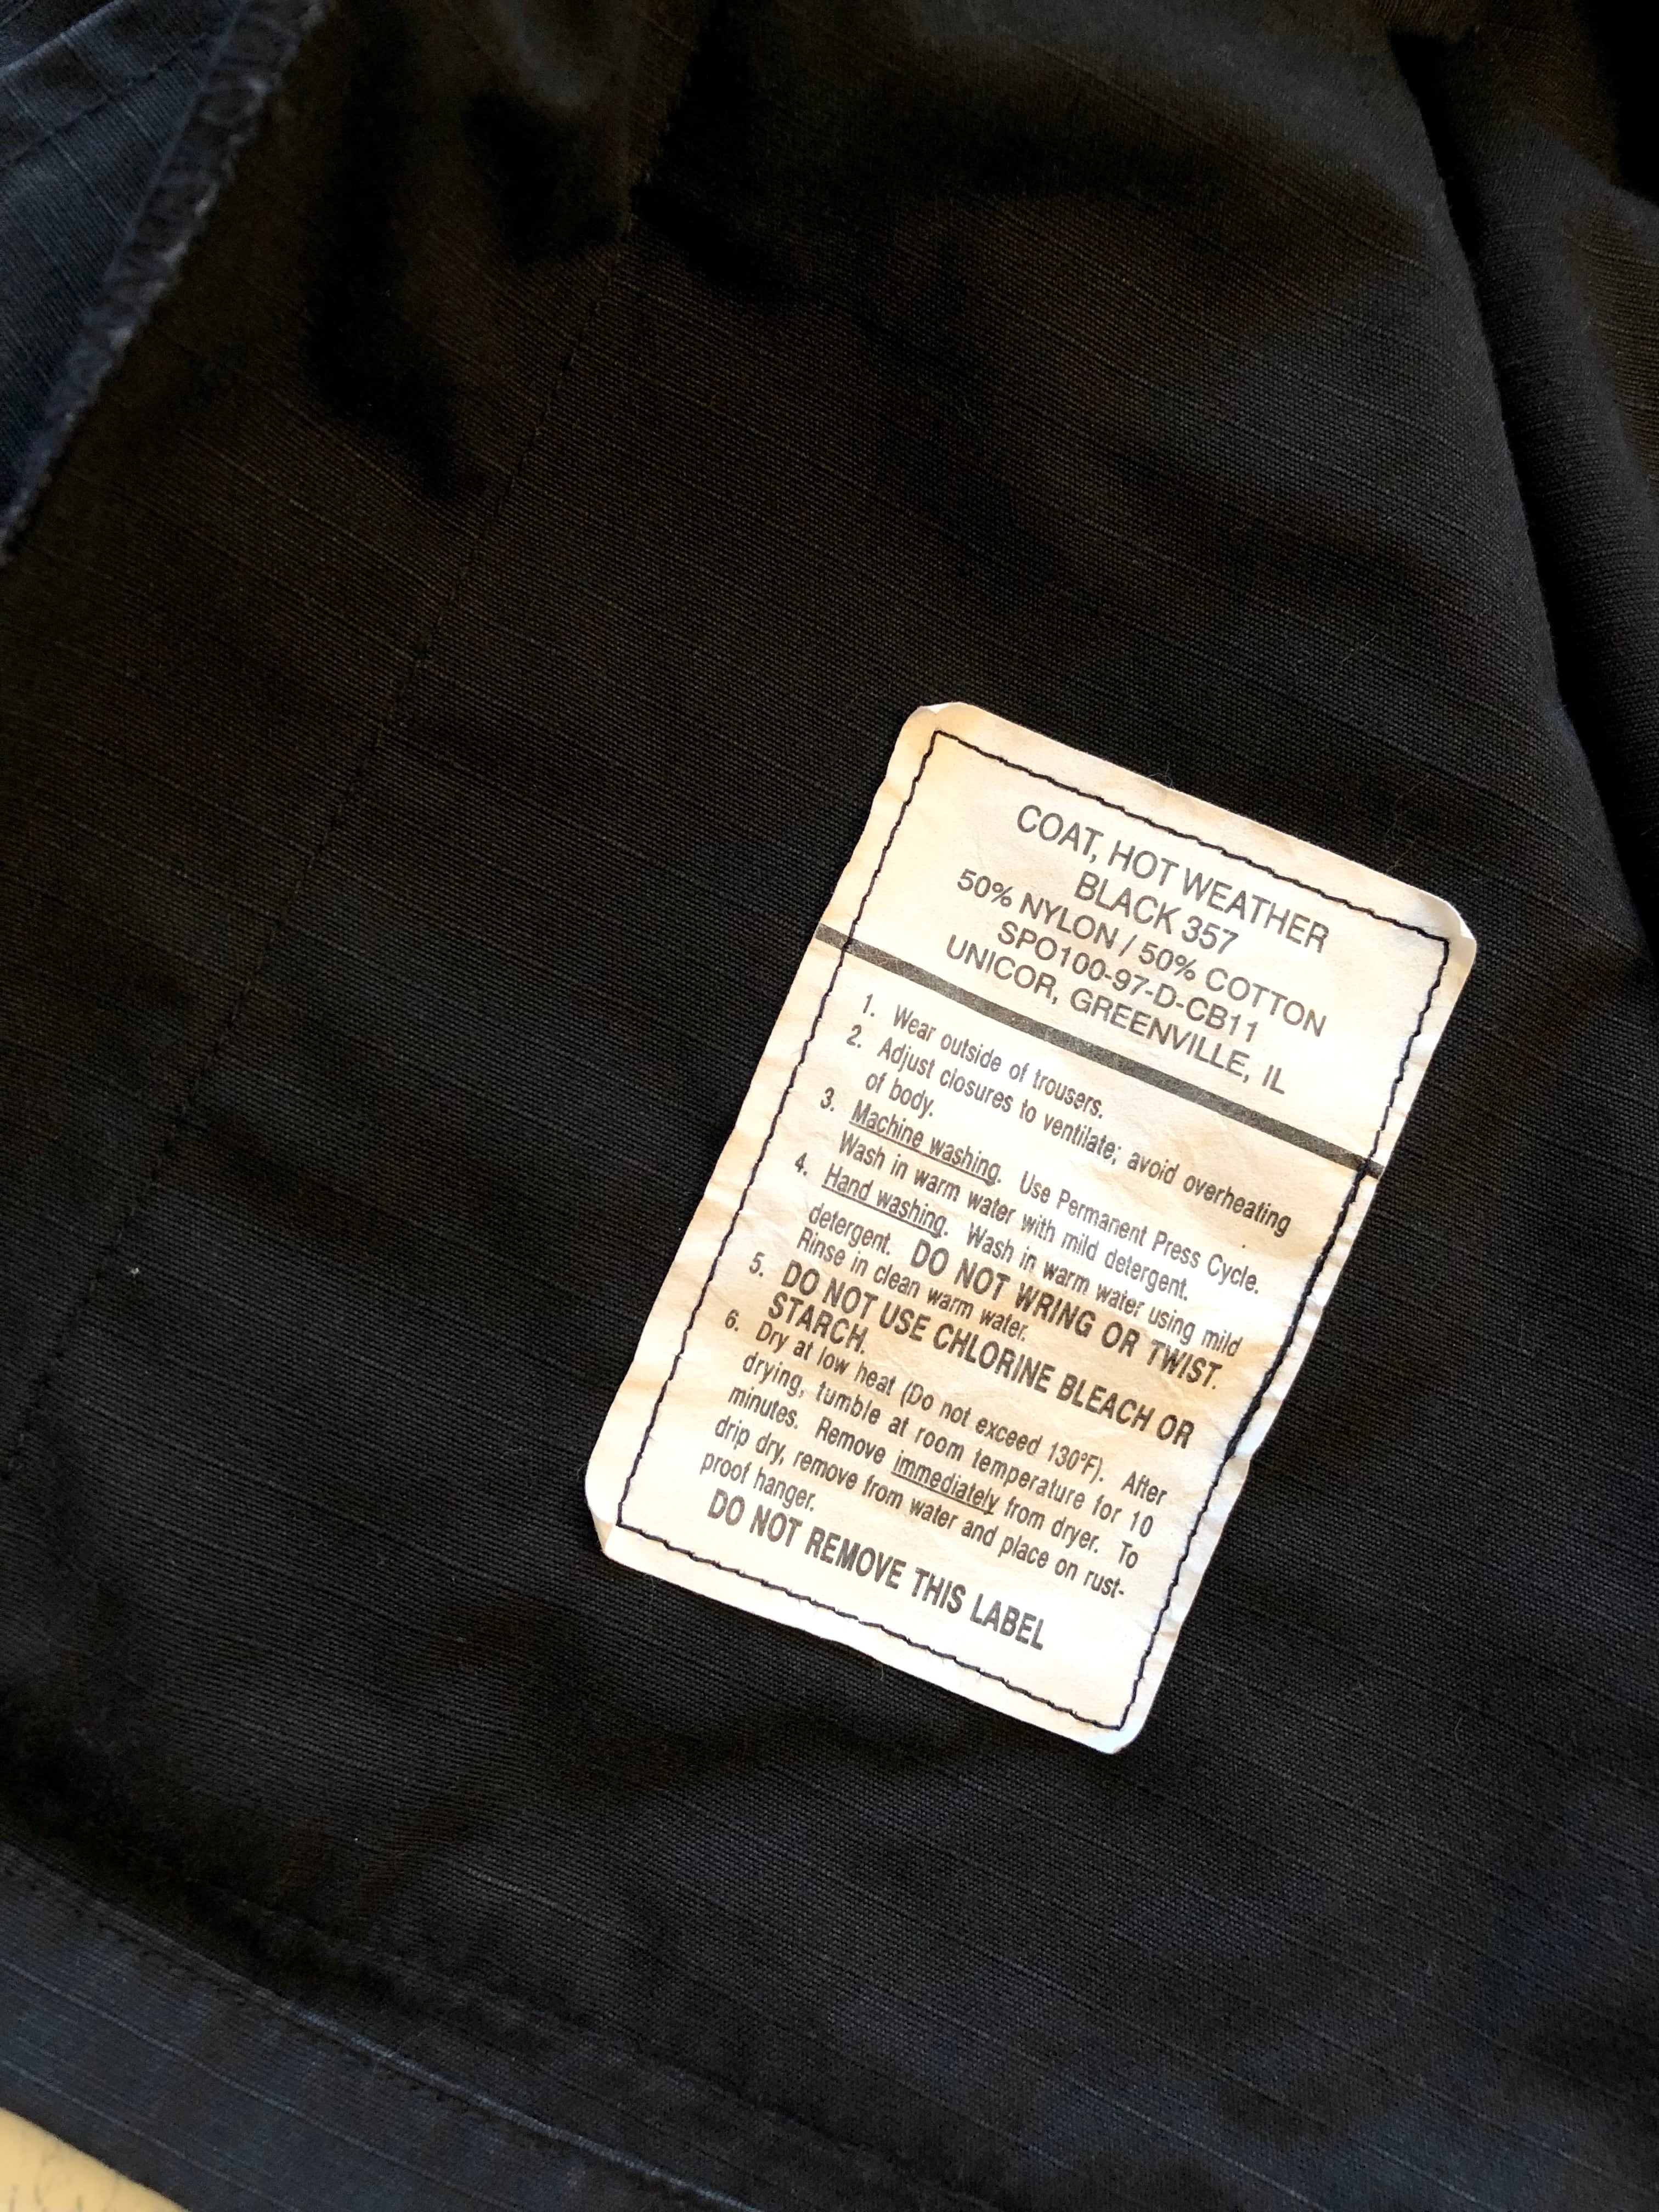 COAT, HOT WEATHER
BLACK 357
50% NYLON / 50% COTTON
SPO100-97-D-CB11
UNICOR, GREENVILLE, IL
1. Wear outside of trousers.
2. Adjust closures to ventilate; avoid overheating
of body.
3. Machine washing. Use Permanent Press Cycle.
Wash in warm water with mild detergent.
4. Hand washing. Wash in warm water using mild
detergent. DO NOT WRING OR TWIST.
Rinse in clean warm water.
5. DO NOT USE CHLORINE BLEACH OR
STARCH.
6. Dry at low heat (Do not exceed 130°F). After
drying, tumble at room temperature for 10
minutes. Remove immediately from dryer. To
drip dry, remove from water and place on rust-
proof hanger.
DO NOT REMOVE THIS LABEL